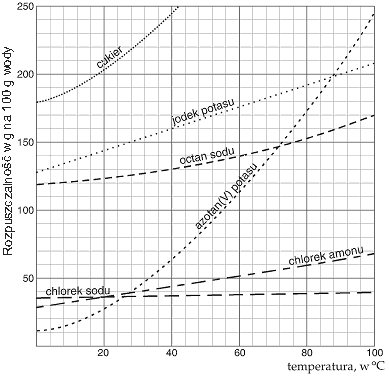 Rozpuszczalność w g na 100 g wody
250
200
150
100
50
cukier
jodek potasu
octan sodu
azotan(V) potasu
chlorek amonu
chlorek sodu
20 40 60 80 100
temperatura, w °C